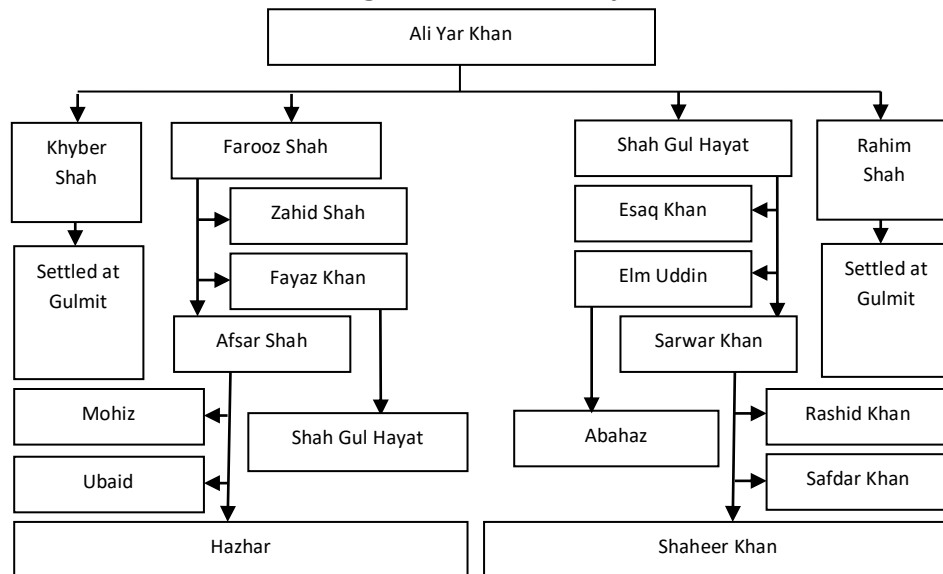 Ali Yar Khan
Khyber
Shah
Farooz Shah
Shah Gul Hayat
Rahim
Shah
Zahid Shah
Esaq Khan
Settled at
Gulmit
Fayaz Khan
Elm Uddin
Settled at
Gulmit
Afsar Shah
Sarwar Khan
Mohiz
Shah Gul Hayat
Abahaz
Rashid Khan
Ubaid
Safdar Khan
Hazhar
Shaheer Khan